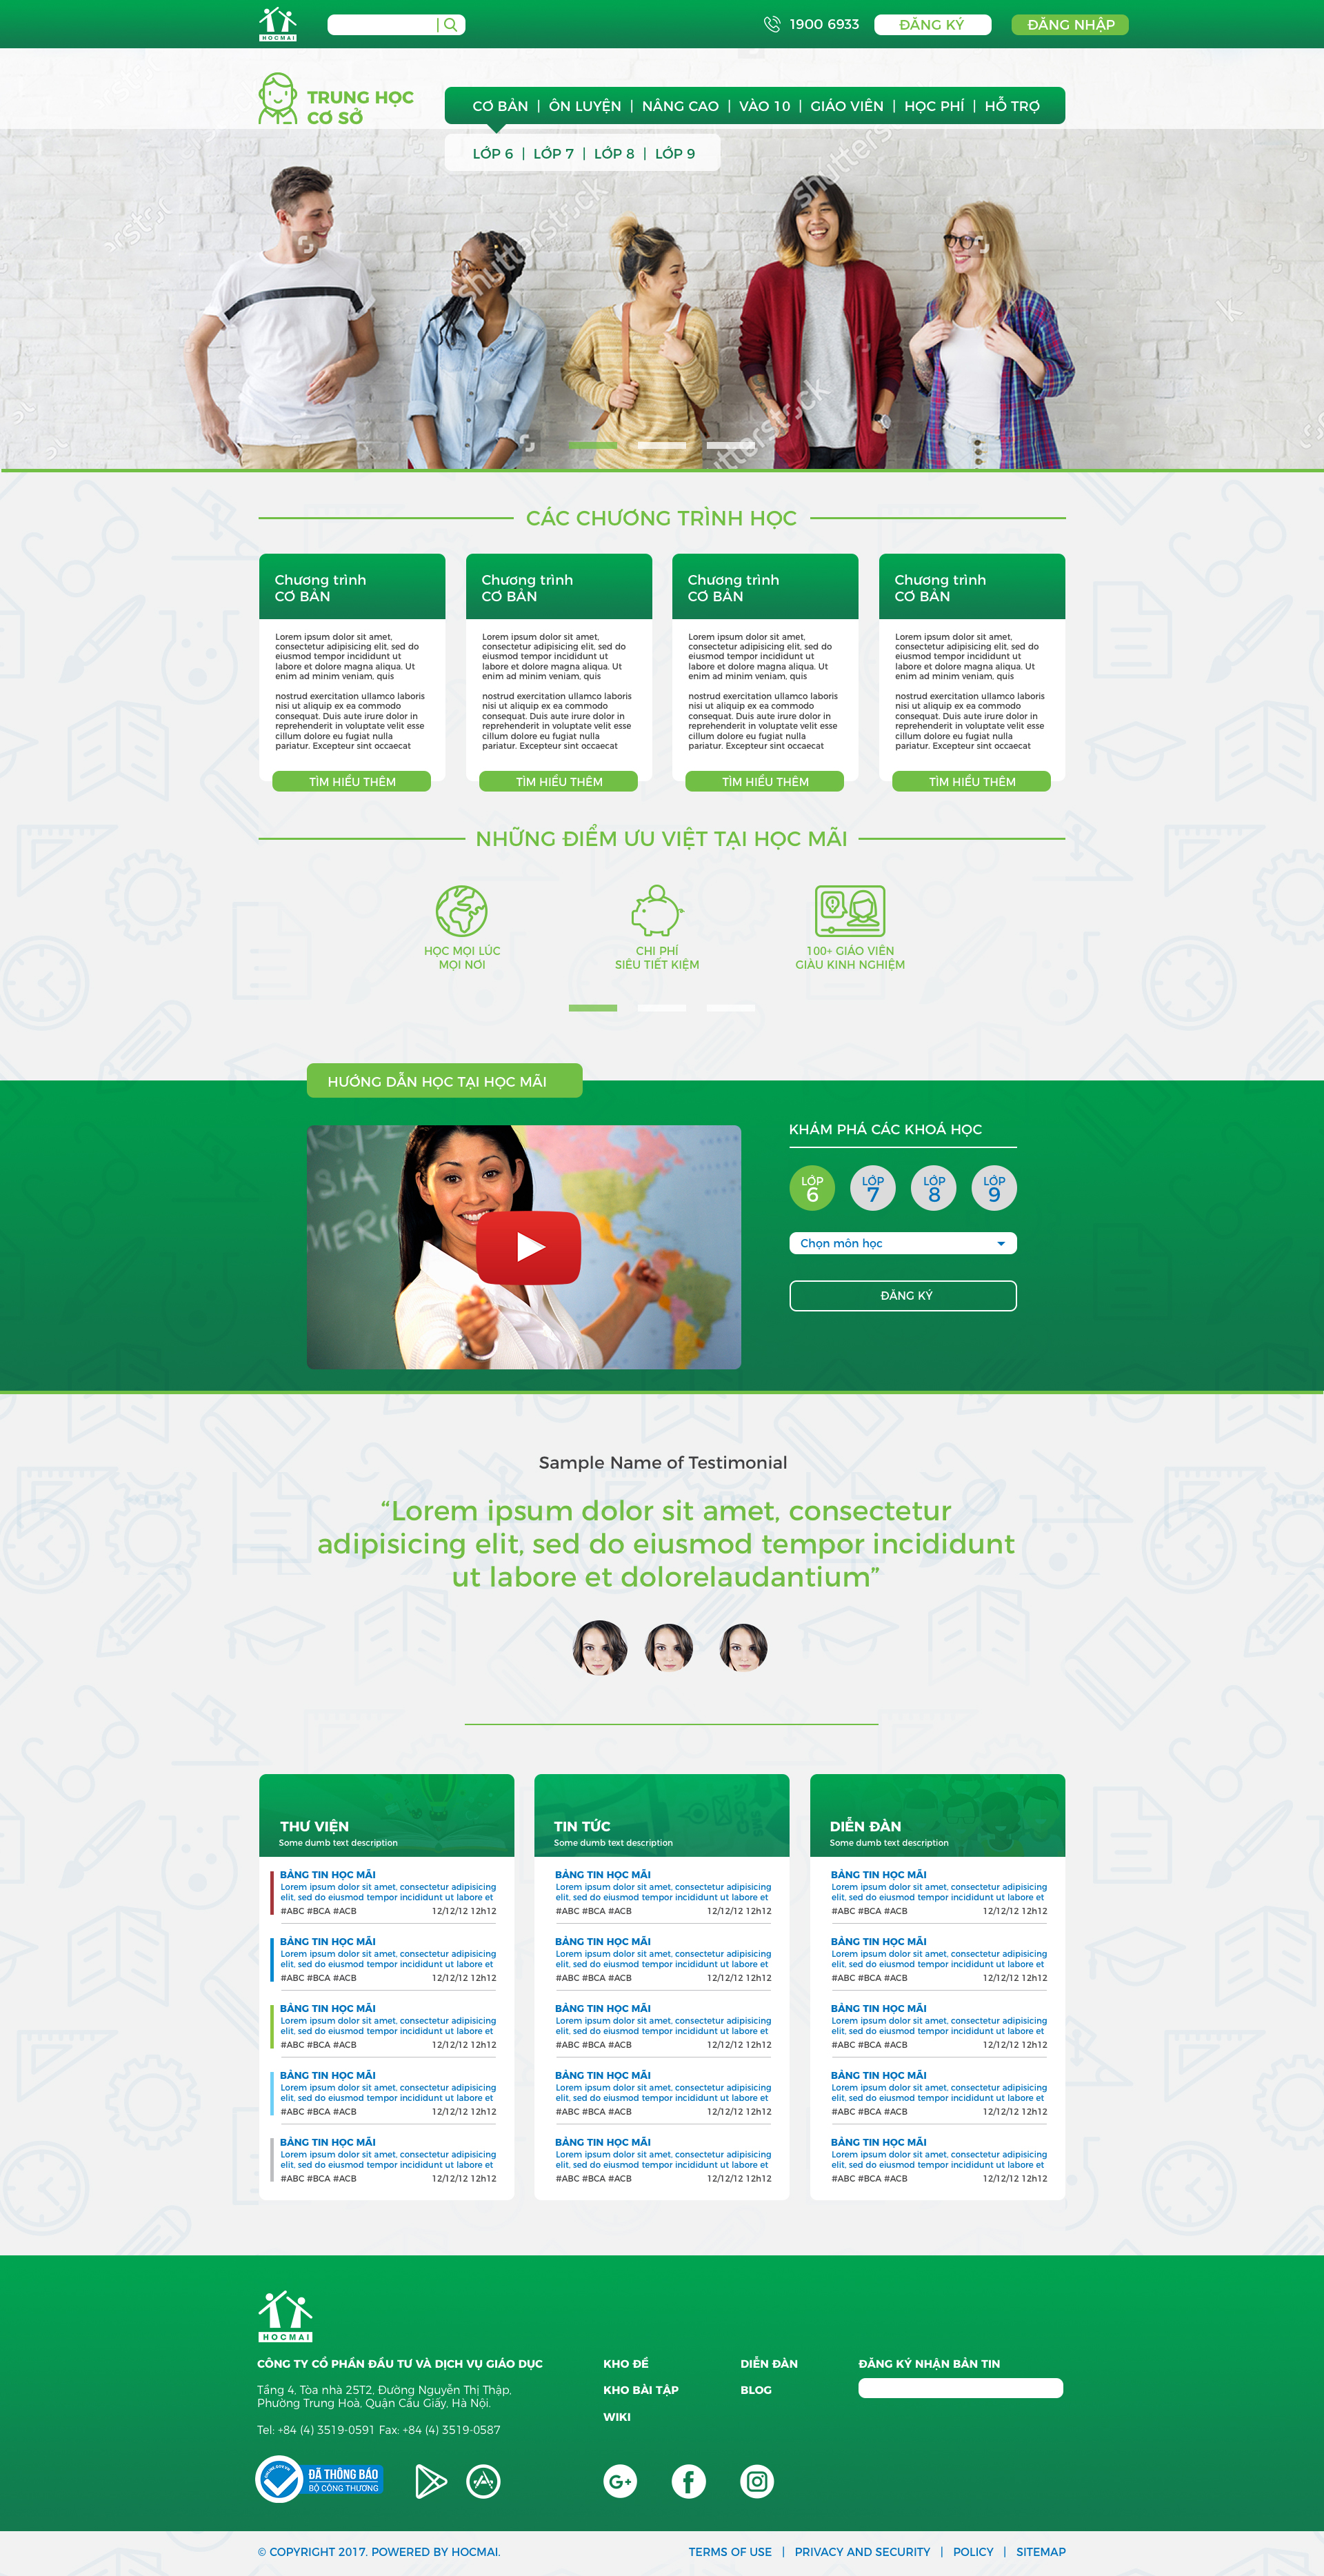 HOCMAI
1900 6933
ĐĂNG KÝ
ĐĂNG NHẬP
TRUNG HỌC
CƠ SỞ
CƠ BẢN | ÔN LUYỆN | NÂNG CAO | VÀO 10 | GIÁO VIÊN | HỌC PHÍ | HỖ TRỢ
LỚP 6 | LỚP 7 | LỚP 8 | LỚP 9
shutterstock
shutterstock
shutterstock
CÁC CHƯƠNG TRÌNH HỌC
Chương trình
CƠ BẢN
Lorem ipsum dolor sit amet,
consectetur adipisicing elit, sed do
eiusmod tempor incididunt ut
labore et dolore magna aliqua. Ut
enim ad minim veniam, quis
nostrud exercitation ullamco laboris
nisi ut aliquip ex ea commodo
consequat. Duis aute irure dolor in
reprehenderit in voluptate velit esse
cillum dolore eu fugiat nulla
pariatur. Excepteur sint occaecat
TÌM HIỂU THÊM
Chương trình
CƠ BẢN
Lorem ipsum dolor sit amet,
consectetur adipisicing elit, sed do
eiusmod tempor incididunt ut
labore et dolore magna aliqua. Ut
enim ad minim veniam, quis
nostrud exercitation ullamco laboris
nisi ut aliquip ex ea commodo
consequat. Duis aute irure dolor in
reprehenderit in voluptate velit esse
cillum dolore eu fugiat nulla
pariatur. Excepteur sint occaecat
TÌM HIỂU THÊM
Chương trình
CƠ BẢN
Lorem ipsum dolor sit amet,
consectetur adipisicing elit, sed do
eiusmod tempor incididunt ut
labore et dolore magna aliqua. Ut
enim ad minim veniam, quis
nostrud exercitation ullamco laboris
nisi ut aliquip ex ea commodo
consequat. Duis aute irure dolor in
reprehenderit in voluptate velit esse
cillum dolore eu fugiat nulla
pariatur. Excepteur sint occaecat
TÌM HIỂU THÊM
Chương trình
CƠ BẢN
Lorem ipsum dolor sit amet,
consectetur adipisicing elit, sed do
eiusmod tempor incididunt ut
labore et dolore magna aliqua. Ut
enim ad minim veniam, quis
nostrud exercitation ullamco laboris
nisi ut aliquip ex ea commodo
consequat. Duis aute irure dolor in
reprehenderit in voluptate velit esse
cillum dolore eu fugiat nulla
pariatur. Excepteur sint occaecat
TÌM HIỂU THÊM
NHỮNG ĐIỂM ƯU VIỆT TẠI HỌC MÃI
HỌC MỌI LÚC
MỌI NƠI
CHI PHÍ
SIÊU TIẾT KIỆM
100+ GIÁO VIÊN
GIÀU KINH NGHIỆM
HƯỚNG DẪN HỌC TẠI HỌC MÃI
KHÁM PHÁ CÁC KHOÁ HỌC
LỚP
6
LỚP
7
LỚP
8
LỚP
9
Chọn môn học
ĐĂNG KÝ
Sample Name of Testimonial
“Lorem ipsum dolor sit amet, consectetur
adipisicing elit, sed do eiusmod tempor incididunt
ut labore et dolorelaudantium”
THƯ VIỆN
Some dumb text description
BẢNG TIN HỌC MÃI
Lorem ipsum dolor sit amet, consectetur adipisicing
elit, sed do eiusmod tempor incididunt ut labore et
#ABC #BCA #ACB 12/12/12 12h12
BẢNG TIN HỌC MÃI
Lorem ipsum dolor sit amet, consectetur adipisicing
elit, sed do eiusmod tempor incididunt ut labore et
#ABC #BCA #ACB 12/12/12 12h12
BẢNG TIN HỌC MÃI
Lorem ipsum dolor sit amet, consectetur adipisicing
elit, sed do eiusmod tempor incididunt ut labore et
#ABC #BCA #ACB 12/12/12 12h12
BẢNG TIN HỌC MÃI
Lorem ipsum dolor sit amet, consectetur adipisicing
elit, sed do eiusmod tempor incididunt ut labore et
#ABC #BCA #ACB 12/12/12 12h12
BẢNG TIN HỌC MÃI
Lorem ipsum dolor sit amet, consectetur adipisicing
elit, sed do eiusmod tempor incididunt ut labore et
#ABC #BCA #ACB 12/12/12 12h12
TIN TỨC
Some dumb text description
BẢNG TIN HỌC MÃI
Lorem ipsum dolor sit amet, consectetur adipisicing
elit, sed do eiusmod tempor incididunt ut labore et
#ABC #BCA #ACB 12/12/12 12h12
BẢNG TIN HỌC MÃI
Lorem ipsum dolor sit amet, consectetur adipisicing
elit, sed do eiusmod tempor incididunt ut labore et
#ABC #BCA #ACB 12/12/12 12h12
BẢNG TIN HỌC MÃI
Lorem ipsum dolor sit amet, consectetur adipisicing
elit, sed do eiusmod tempor incididunt ut labore et
#ABC #BCA #ACB 12/12/12 12h12
BẢNG TIN HỌC MÃI
Lorem ipsum dolor sit amet, consectetur adipisicing
elit, sed do eiusmod tempor incididunt ut labore et
#ABC #BCA #ACB 12/12/12 12h12
BẢNG TIN HỌC MÃI
Lorem ipsum dolor sit amet, consectetur adipisicing
elit, sed do eiusmod tempor incididunt ut labore et
#ABC #BCA #ACB 12/12/12 12h12
DIỄN ĐÀN
Some dumb text description
BẢNG TIN HỌC MÃI
Lorem ipsum dolor sit amet, consectetur adipisicing
elit, sed do eiusmod tempor incididunt ut labore et
#ABC #BCA #ACB 12/12/12 12h12
BẢNG TIN HỌC MÃI
Lorem ipsum dolor sit amet, consectetur adipisicing
elit, sed do eiusmod tempor incididunt ut labore et
#ABC #BCA #ACB 12/12/12 12h12
BẢNG TIN HỌC MÃI
Lorem ipsum dolor sit amet, consectetur adipisicing
elit, sed do eiusmod tempor incididunt ut labore et
#ABC #BCA #ACB 12/12/12 12h12
BẢNG TIN HỌC MÃI
Lorem ipsum dolor sit amet, consectetur adipisicing
elit, sed do eiusmod tempor incididunt ut labore et
#ABC #BCA #ACB 12/12/12 12h12
BẢNG TIN HỌC MÃI
Lorem ipsum dolor sit amet, consectetur adipisicing
elit, sed do eiusmod tempor incididunt ut labore et
#ABC #BCA #ACB 12/12/12 12h12
HOCMAI
CÔNG TY CỔ PHẦN ĐẦU TƯ VÀ DỊCH VỤ GIÁO DỤC
Tầng 4, Tòa nhà 25T2, Đường Nguyễn Thị Thập,
Phường Trung Hoà, Quận Cầu Giấy, Hà Nội.
Tel: +84 (4) 3519-0591 Fax: +84 (4) 3519-0587
KHO ĐỀ
KHO BÀI TẬP
WIKI
DIỄN ĐÀN
BLOG
ĐĂNG KÝ NHẬN BẢN TIN
ONLINE.GOV.VN
ĐÃ THÔNG BÁO
BỘ CÔNG THƯƠNG
G+
© COPYRIGHT 2017. POWERED BY HOCMAI.
TERMS OF USE | PRIVACY AND SECURITY | POLICY | SITEMAP